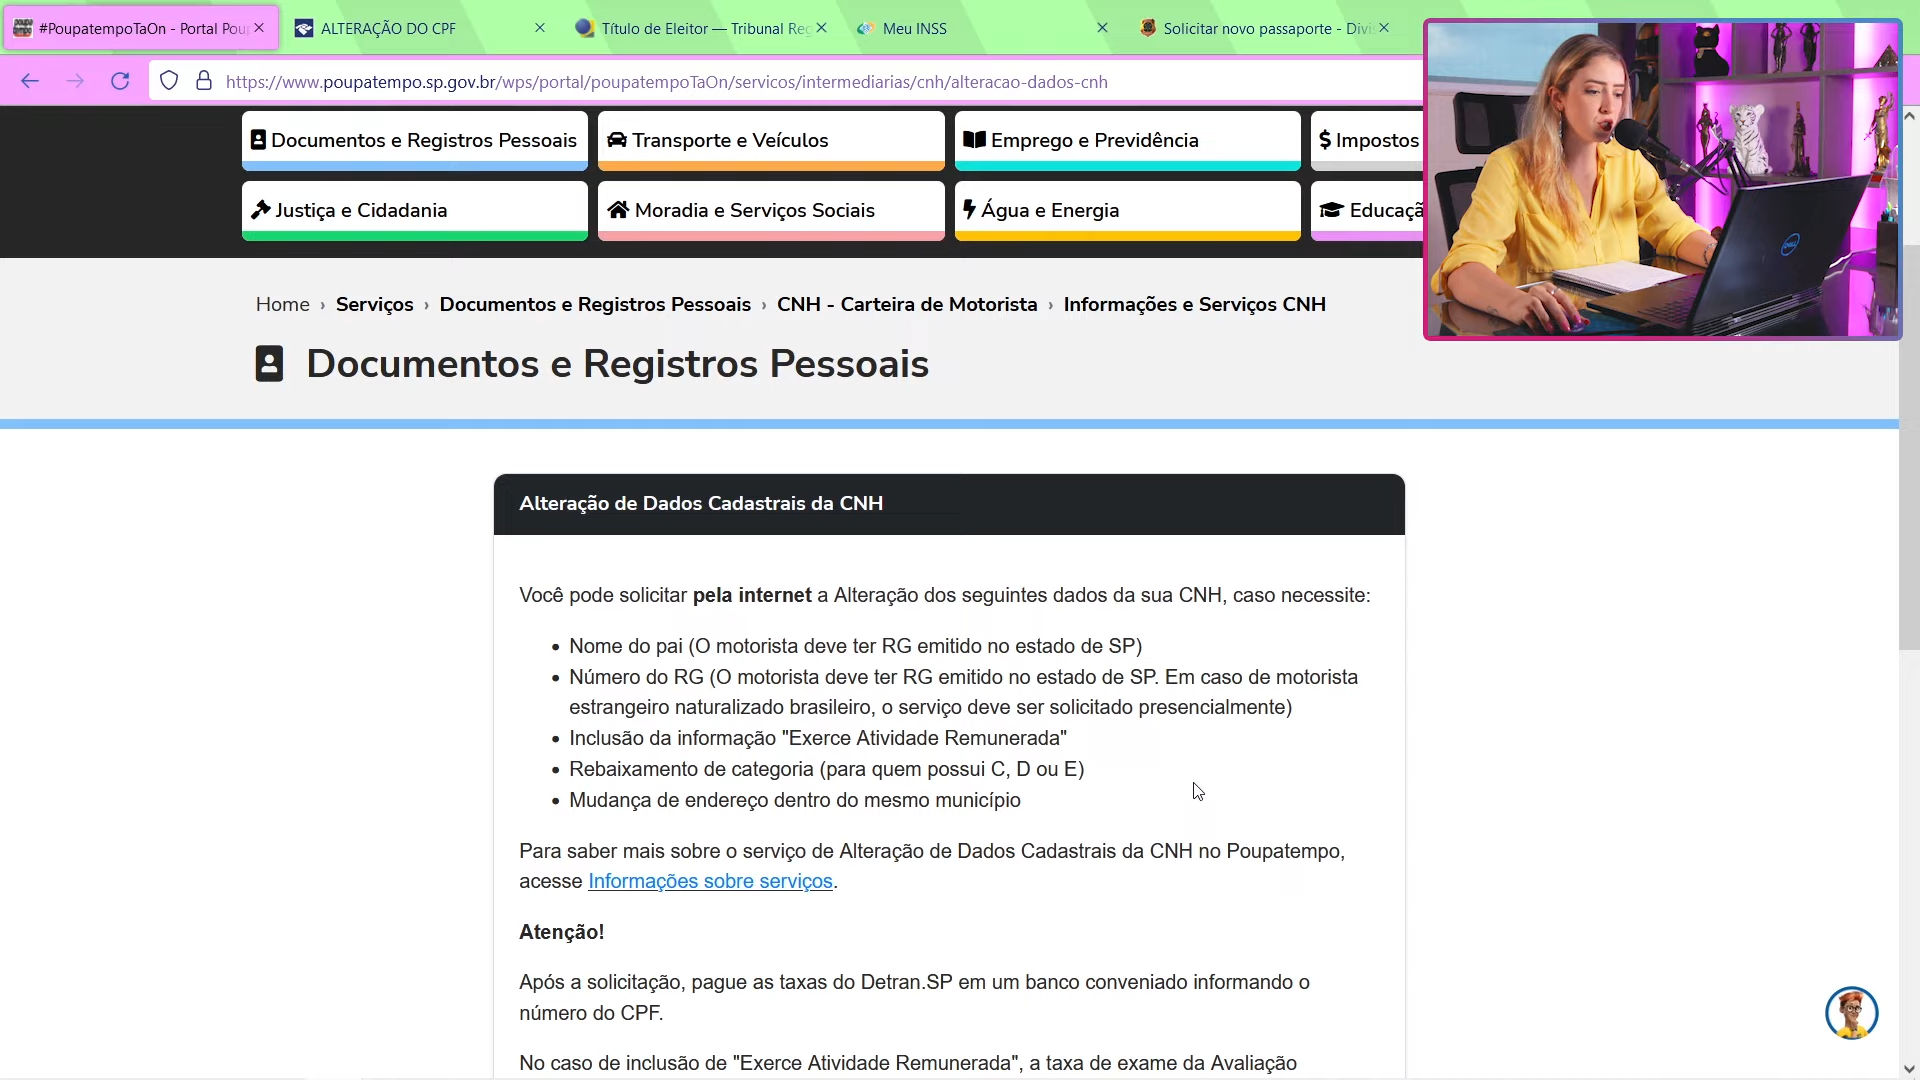 #PoupatempoTaOn - Portal Pou
ALTERAÇÃO DO CPF
Título de Eleitor — Tribunal Reg
Meu INSS
Solicitar novo passaporte - Divi
https://www.poupatempo.sp.gov.br/wps/portal/poupatempoTaOn/servicos/intermediarias/cnh/alteracao-dados-cnh
Documentos e Registros Pessoais
Transporte e Veículos
Emprego e Previdência
$ Impostos
Justiça e Cidadania
Moradia e Serviços Sociais
Água e Energia
Educaçã
Home › Serviços › Documentos e Registros Pessoais › CNH - Carteira de Motorista › Informações e Serviços CNH
Documentos e Registros Pessoais
Alteração de Dados Cadastrais da CNH
Você pode solicitar pela internet a Alteração dos seguintes dados da sua CNH, caso necessite:
• Nome do pai (O motorista deve ter RG emitido no estado de SP)
• Número do RG (O motorista deve ter RG emitido no estado de SP. Em caso de motorista
estrangeiro naturalizado brasileiro, o serviço deve ser solicitado presencialmente)
• Inclusão da informação "Exerce Atividade Remunerada"
• Rebaixamento de categoria (para quem possui C, D ou E)
• Mudança de endereço dentro do mesmo município
Para saber mais sobre o serviço de Alteração de Dados Cadastrais da CNH no Poupatempo,
acesse Informações sobre serviços.
Atenção!
Após a solicitação, pague as taxas do Detran.SP em um banco conveniado informando o
número do CPF.
No caso de inclusão de "Exerce Atividade Remunerada", a taxa de exame da Avaliação
DELL